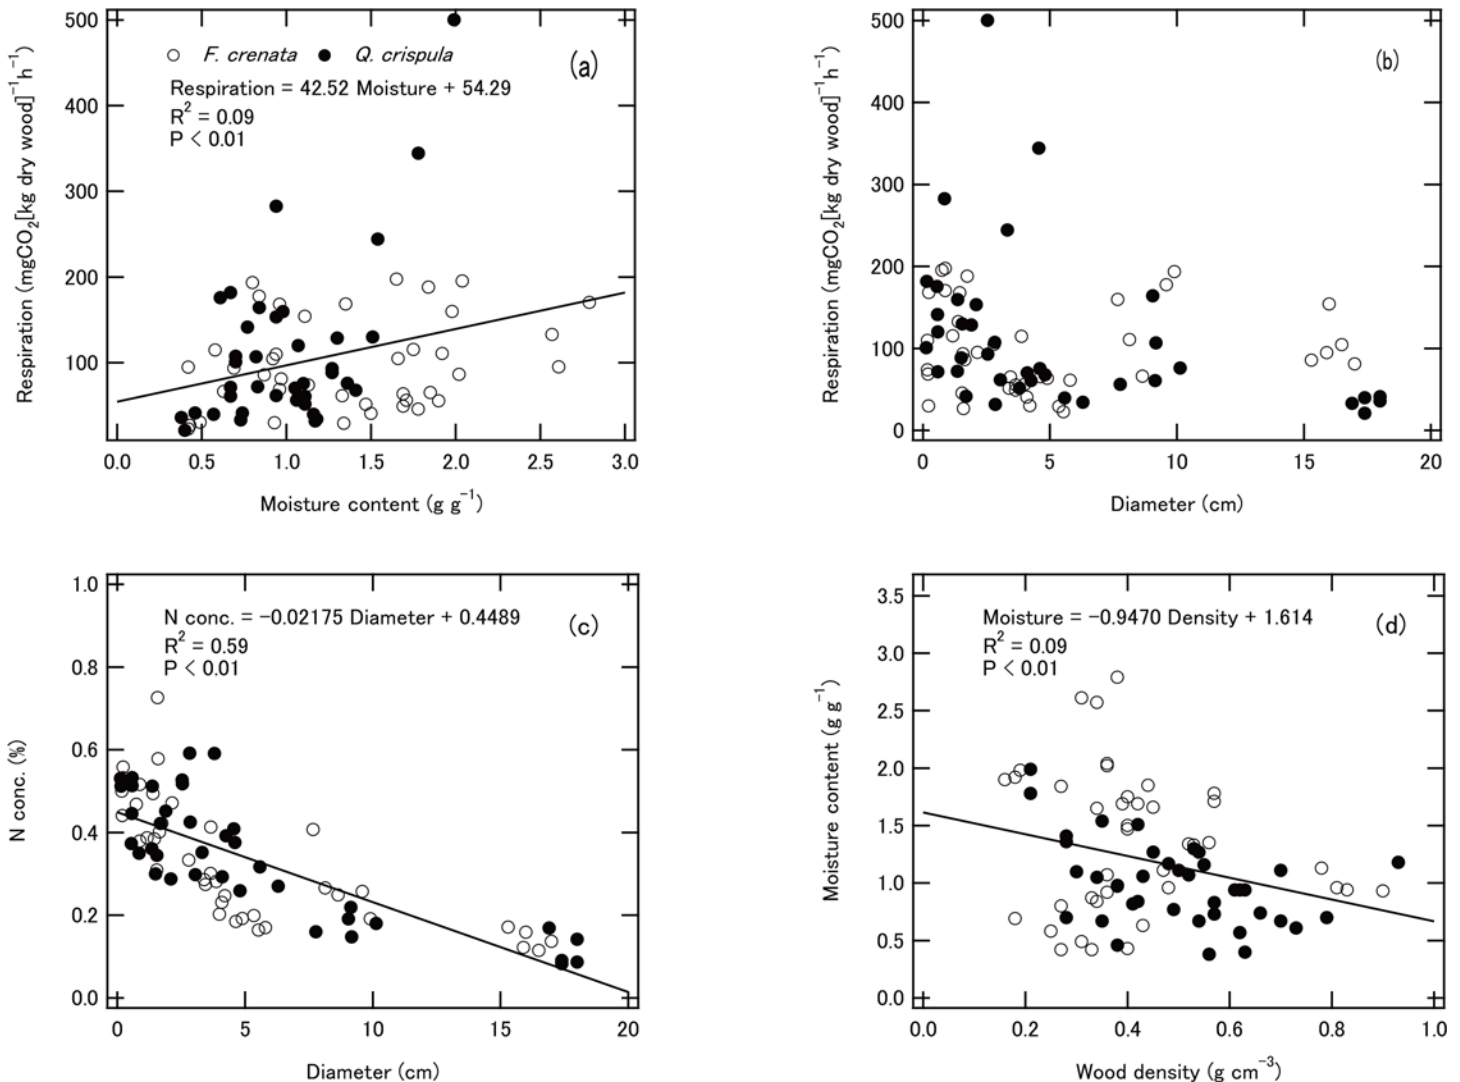 500
400
300
200
100
Respiration (mgCO₂[kg dry wood]⁻¹h⁻¹)
F. crenata Q. crispula
(a)
Respiration = 42.52 Moisture + 54.29
R² = 0.09
P < 0.01
0.0 0.5 1.0 1.5 2.0 2.5 3.0
Moisture content (g g⁻¹)
500
400
300
200
100
0
Respiration (mgCO₂[kg dry wood]⁻¹h⁻¹)
(b)
0 5 10 15 20
Diameter (cm)
1.0
0.8
0.6
0.4
0.2
0.0
N conc. (%)
N conc. = −0.02175 Diameter + 0.4489
(c)
R² = 0.59
P < 0.01
0 5 10 15 20
Diameter (cm)
3.5
3.0
2.5
2.0
1.5
1.0
0.5
0.0
Moisture content (g g⁻¹)
Moisture = −0.9470 Density + 1.614
(d)
R² = 0.09
P < 0.01
0.0 0.2 0.4 0.6 0.8 1.0
Wood density (g cm⁻³)